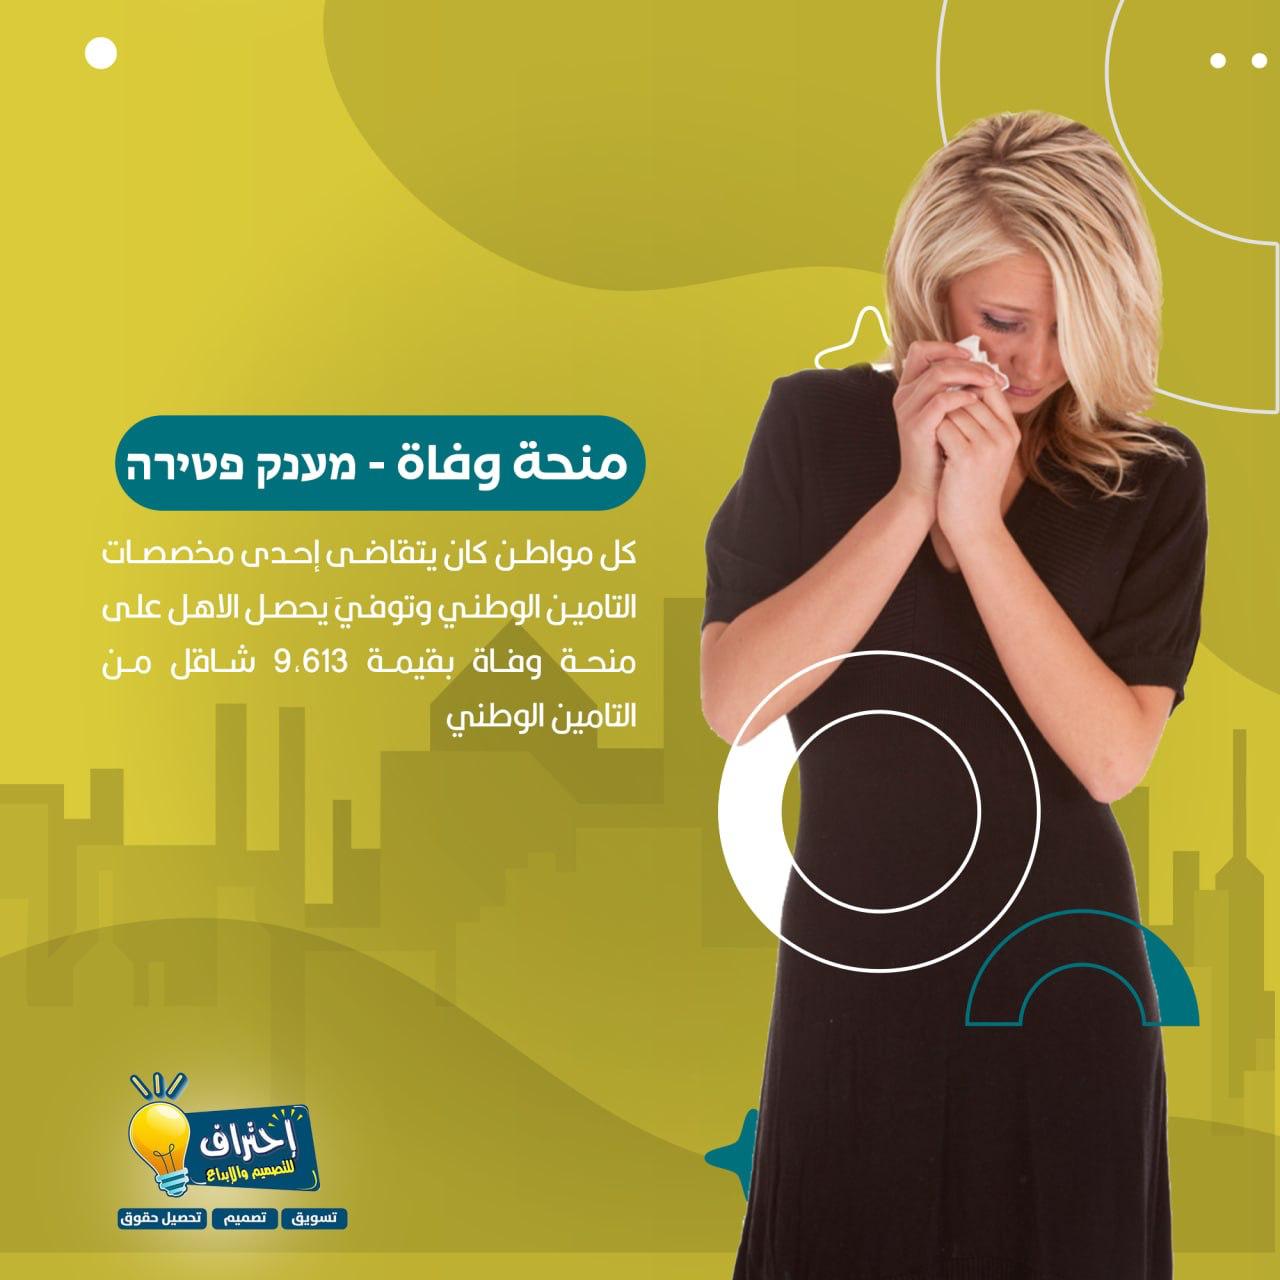 منحة وفاة - מענק פטירה
كل مواطن كان يتقاضى إحدى مخصصات
التامين الوطني وتوفيَ يحصل الاهل على
منحة وفاة بقيمة 9،613 شاقل من
التامين الوطني
إحتراف
للتصميم والإبداع
تسويق تصميم تحصيل حقوق